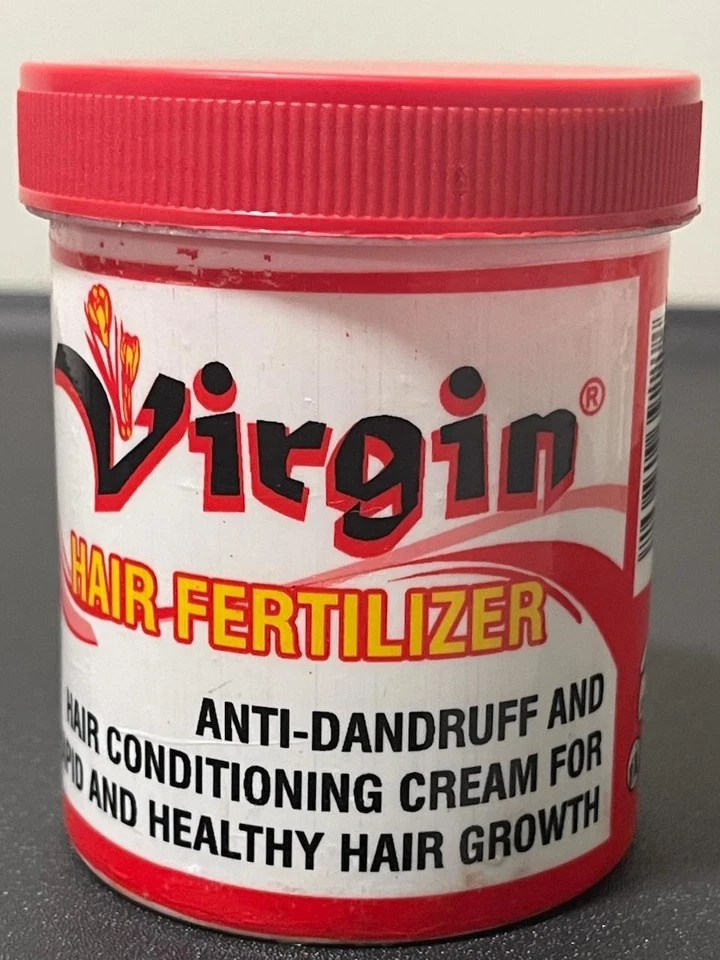 Virgin®
HAIR FERTILIZER
ANTI-DANDRUFF AND
HAIR CONDITIONING CREAM FOR
AND HEALTHY HAIR GROWTH